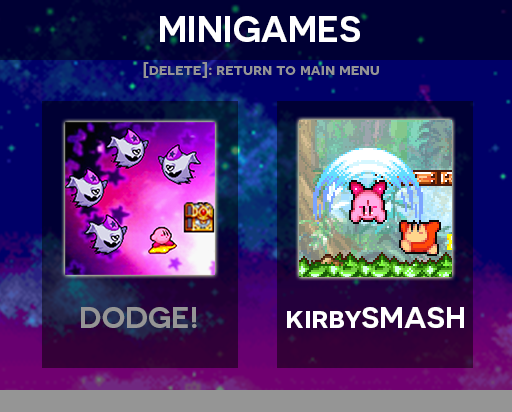 MINIGAMES
[DELETE]: RETURN TO MAIN MENU
DODGE!
KIRBYSMASH